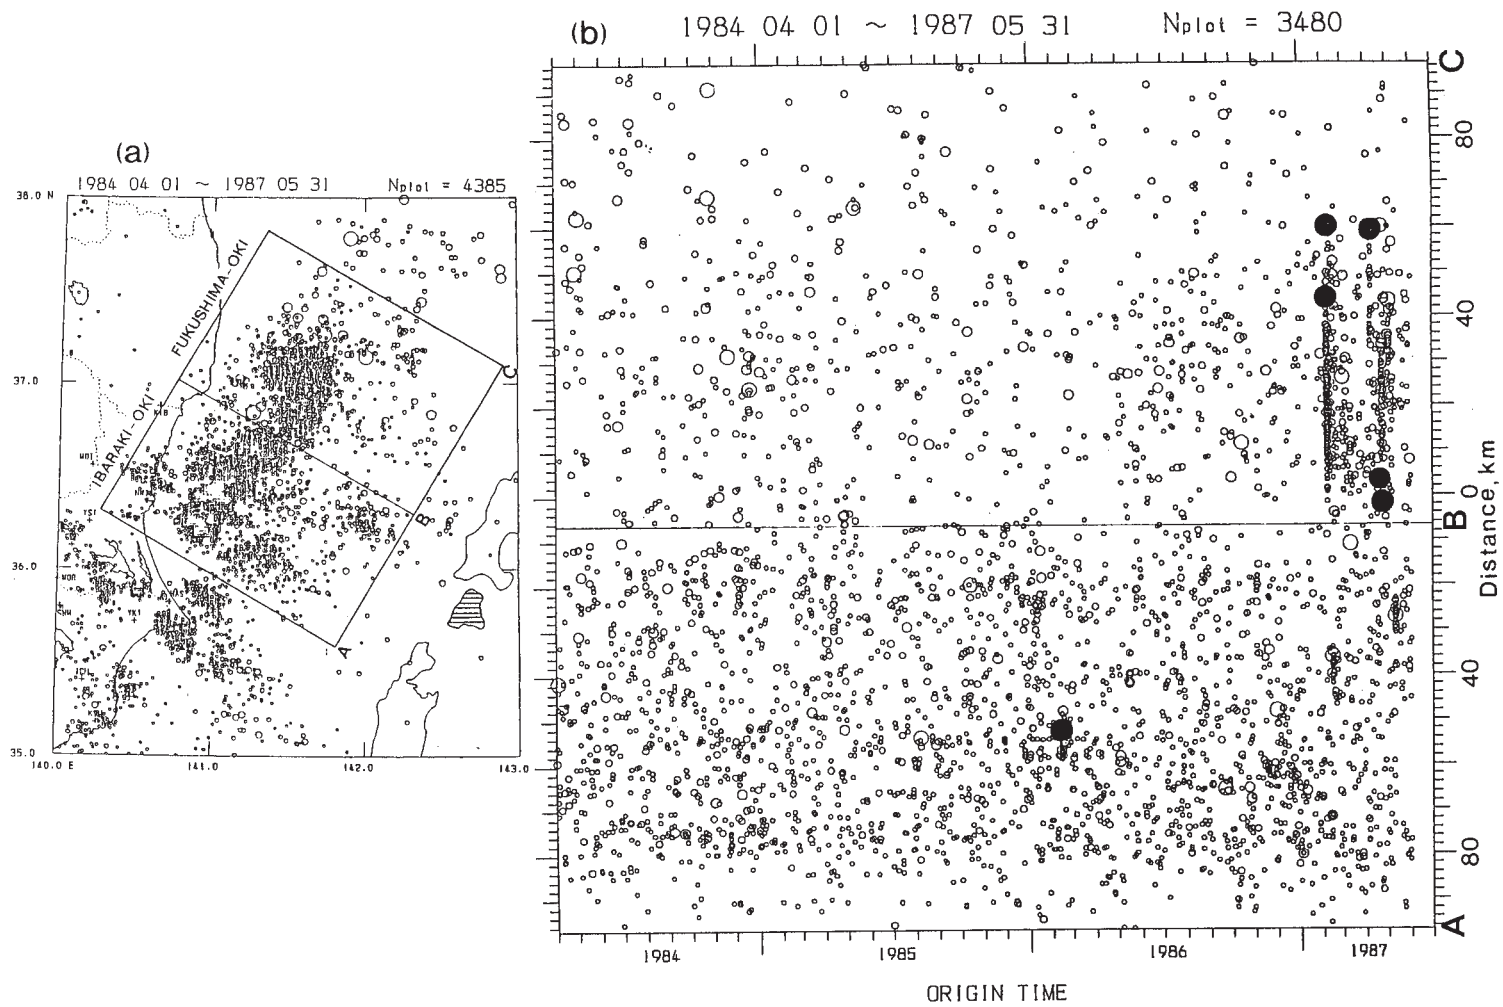 (a)
1984 04 01 ~ 1987 05 31 Nplot = 4385
38.0 N
37.0
36.0
35.0
140.0 E
141.0
142.0
143.0
FUKUSHIMA-OKI
IBARAKI-OKI
A
B
C
(b)
1984 04 01 ~ 1987 05 31 Nplot = 3480
C
80
40
0
B
40
80
A
Distance, km
1984
1985
1986
1987
ORIGIN TIME